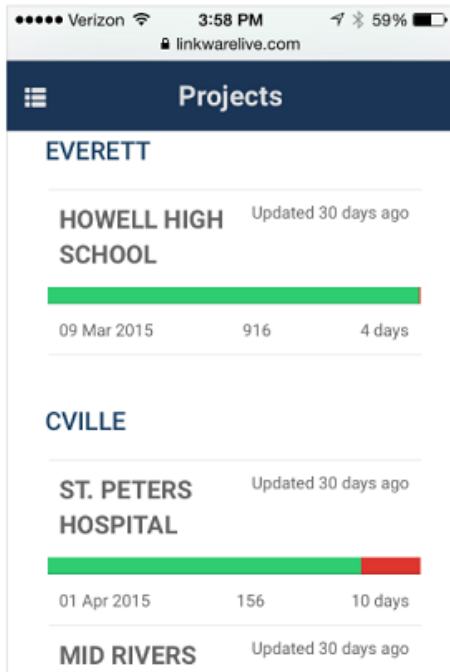 Verizon 3:58 PM 59%
linkwarelive.com
Projects
EVERETT
HOWELL HIGH Updated 30 days ago
SCHOOL
09 Mar 2015 916 4 days
CVILLE
ST. PETERS Updated 30 days ago
HOSPITAL
01 Apr 2015 156 10 days
MID RIVERS Updated 30 days ago